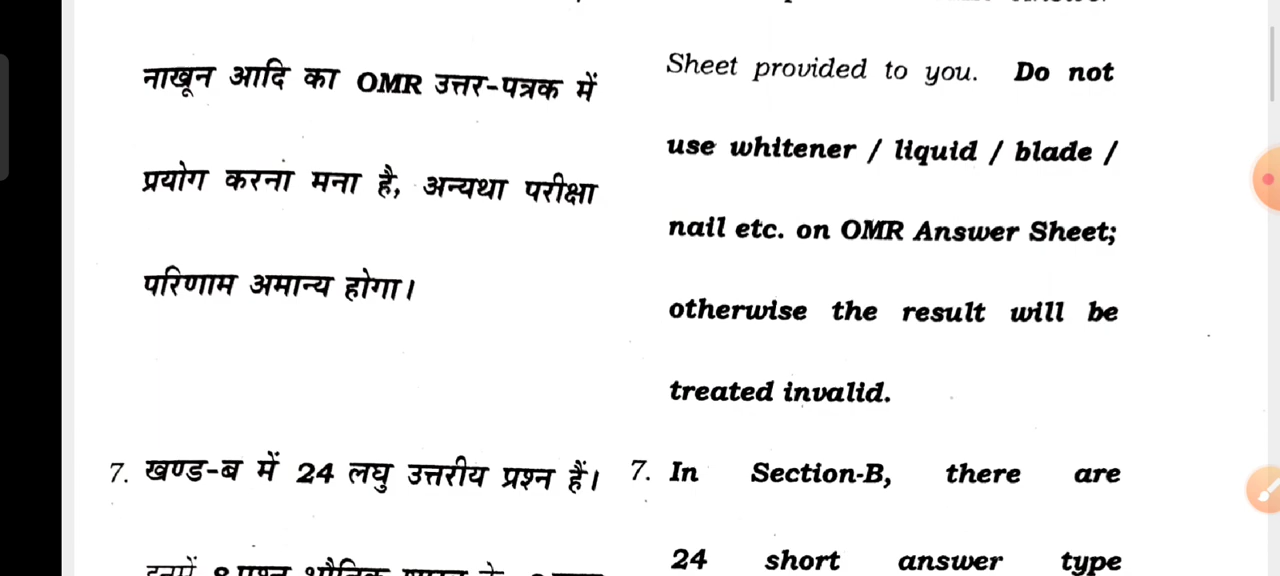 नाखून आदि का OMR उत्तर-पत्रक में
प्रयोग करना मना है, अन्यथा परीक्षा
परिणाम अमान्य होगा।
7. खण्ड-ब में 24 लघु उत्तरीय प्रश्न हैं।
Sheet provided to you. Do not
use whitener / liquid / blade /
nail etc. on OMR Answer Sheet;
otherwise the result will be
treated invalid.
7. In Section-B, there are
24 short answer type